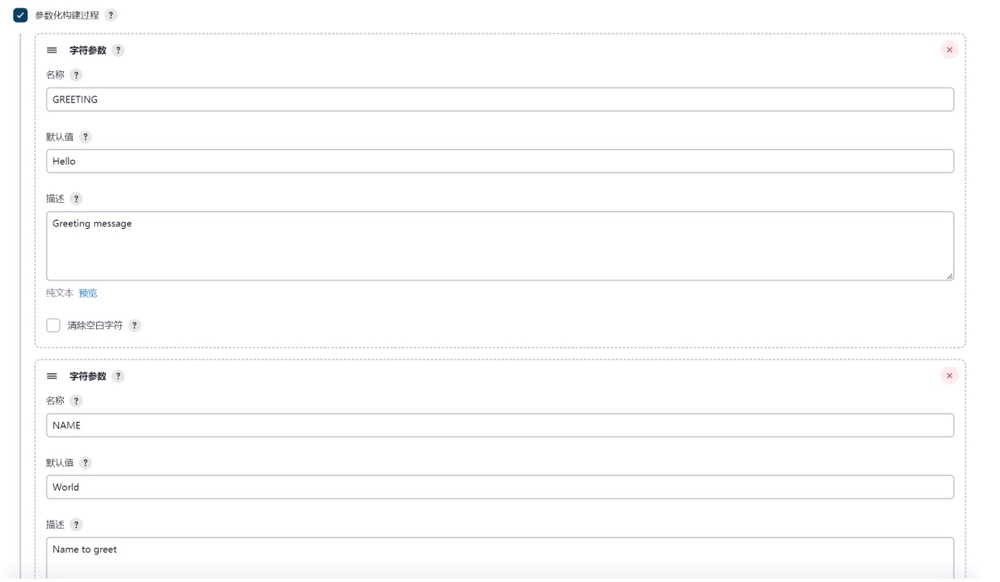 参数化构建过程 ?
字符参数 ?
名称 ?
GREETING
默认值 ?
Hello
描述 ?
Greeting message
纯文本 预览
清除空白字符 ?
字符参数 ?
名称 ?
NAME
默认值 ?
World
描述 ?
Name to greet